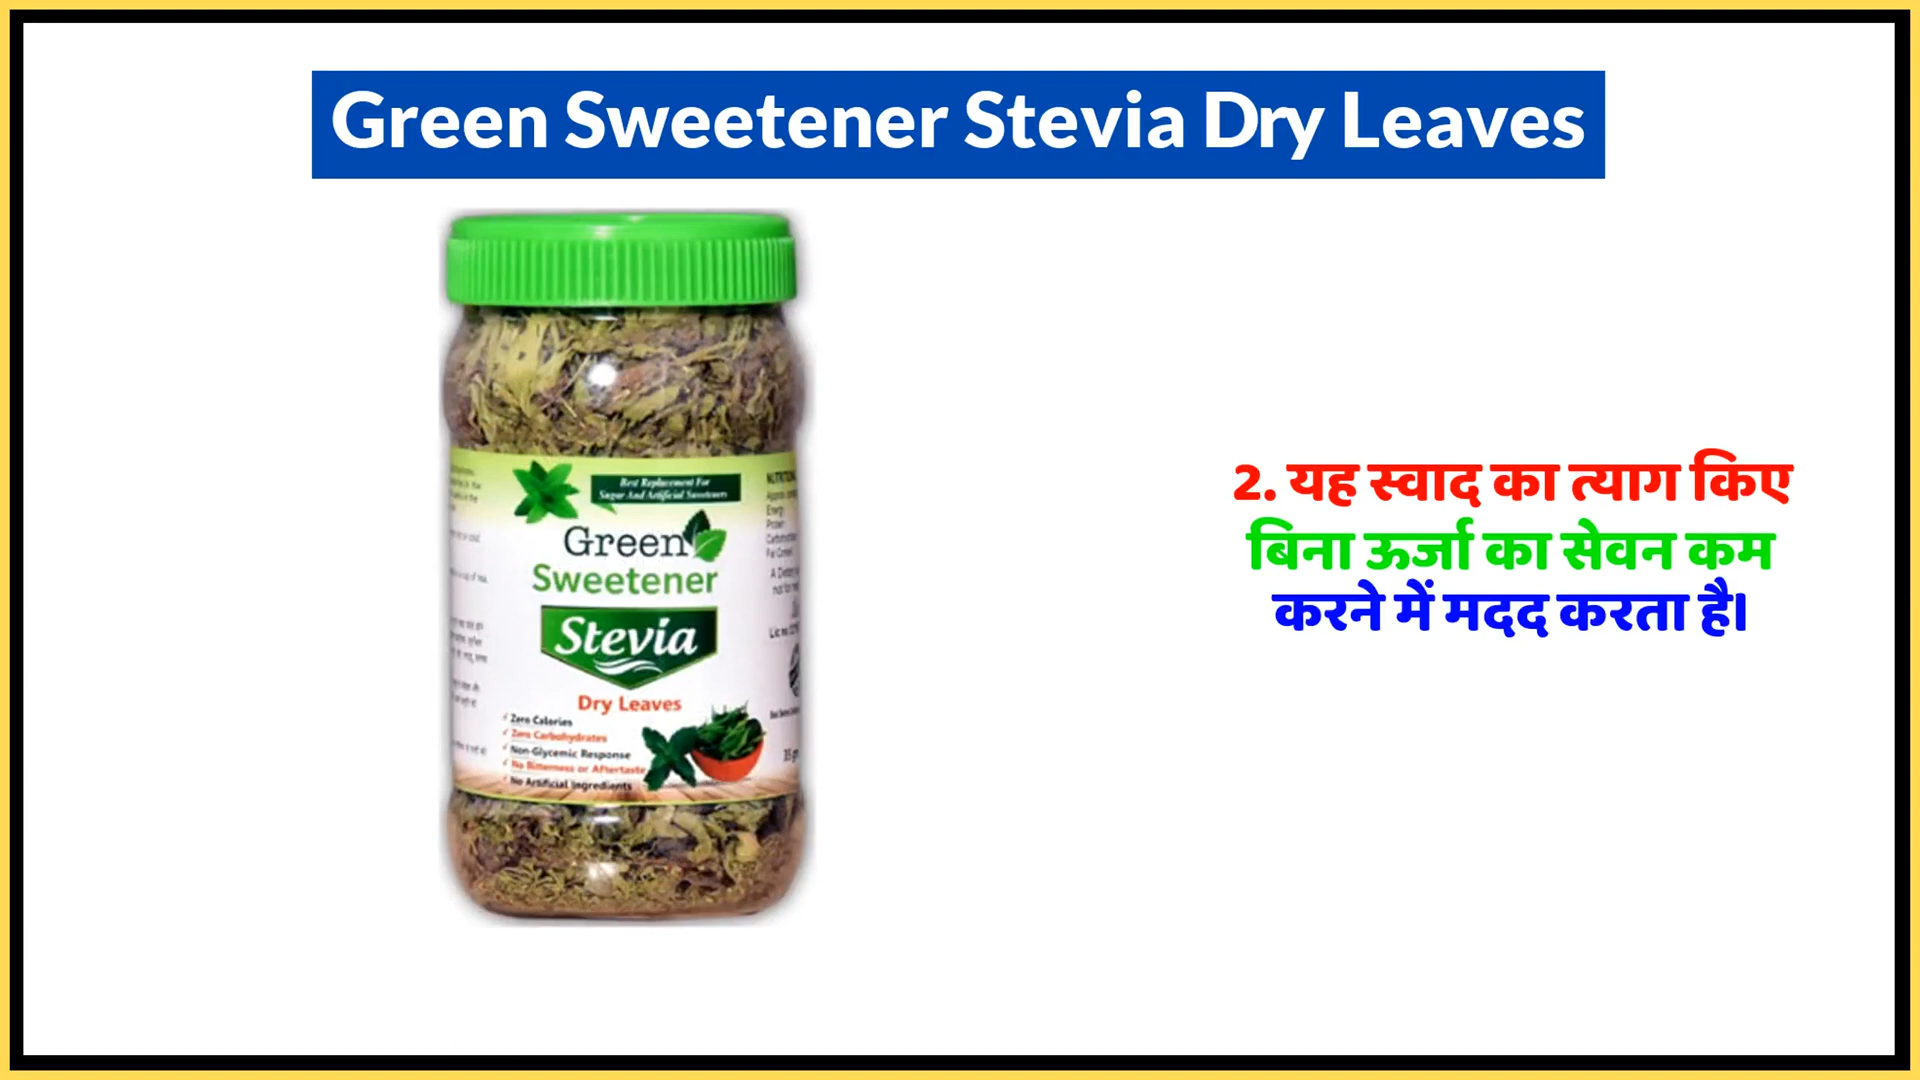 Green Sweetener Stevia Dry Leaves
Best Replacement For
Sugar And Artificial Sweeteners
Green
Sweetener
Stevia
Dry Leaves
Zero Calories
Zero Carbohydrates
Non-Glycemic Response
No Bitterness or Aftertaste
No Artificial Ingredients
2. यह स्वाद का त्याग किए
बिना ऊर्जा का सेवन कम
करने में मदद करता है।